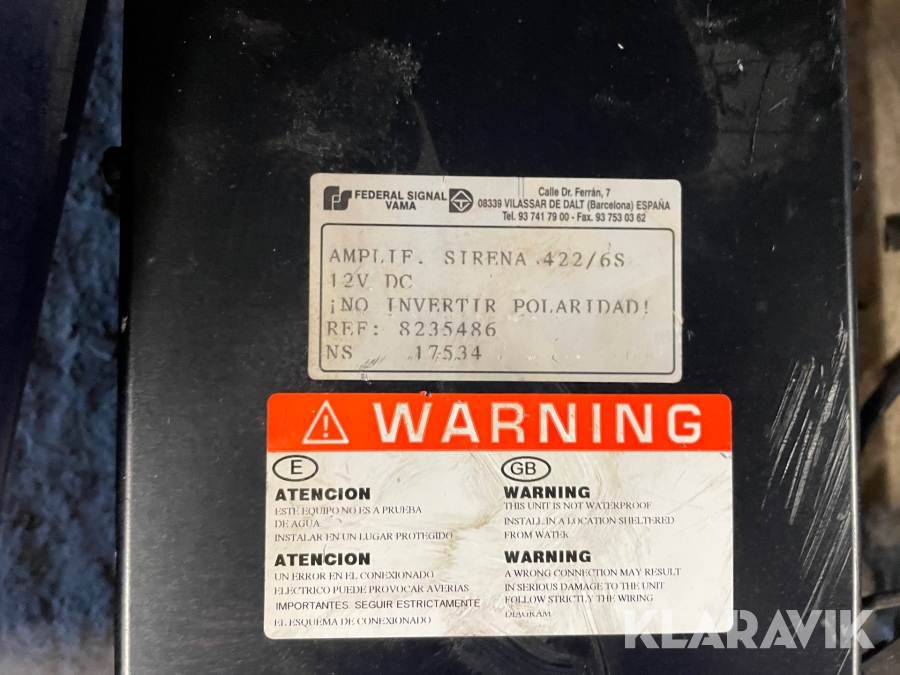 FEDERAL SIGNAL
VAMA
Calle Dr. Ferrán, 7
08339 VILASSAR DE DALT (Barcelona) ESPAÑA
Tel. 93 741 79 00 - Fax. 93 753 03 62
AMPLIF. SIRENA 422/6S
12V DC
¡NO INVERTIR POLARIDAD!
REF: 8235486
NS 17534
WARNING
E
ATENCION
ESTE EQUIPO NO ES A PRUEBA
DE AGUA
INSTALAR EN UN LUGAR PROTEGIDO
ATENCION
UN ERROR EN EL CONEXIONADO
ELECTRICO PUEDE PROVOCAR AVERIAS
IMPORTANTES. SEGUIR ESTRICTAMENTE
EL ESQUEMA DE CONEXIONADO
GB
WARNING
THIS UNIT IS NOT WATERPROOF
INSTALL IN A LOCATION SHELTERED
FROM WATER
WARNING
A WRONG CONNECTION MAY RESULT
IN SERIOUS DAMAGE TO THE UNIT
FOLLOW STRICTLY THE WIRING
DIAGRAM
KLARAVIK